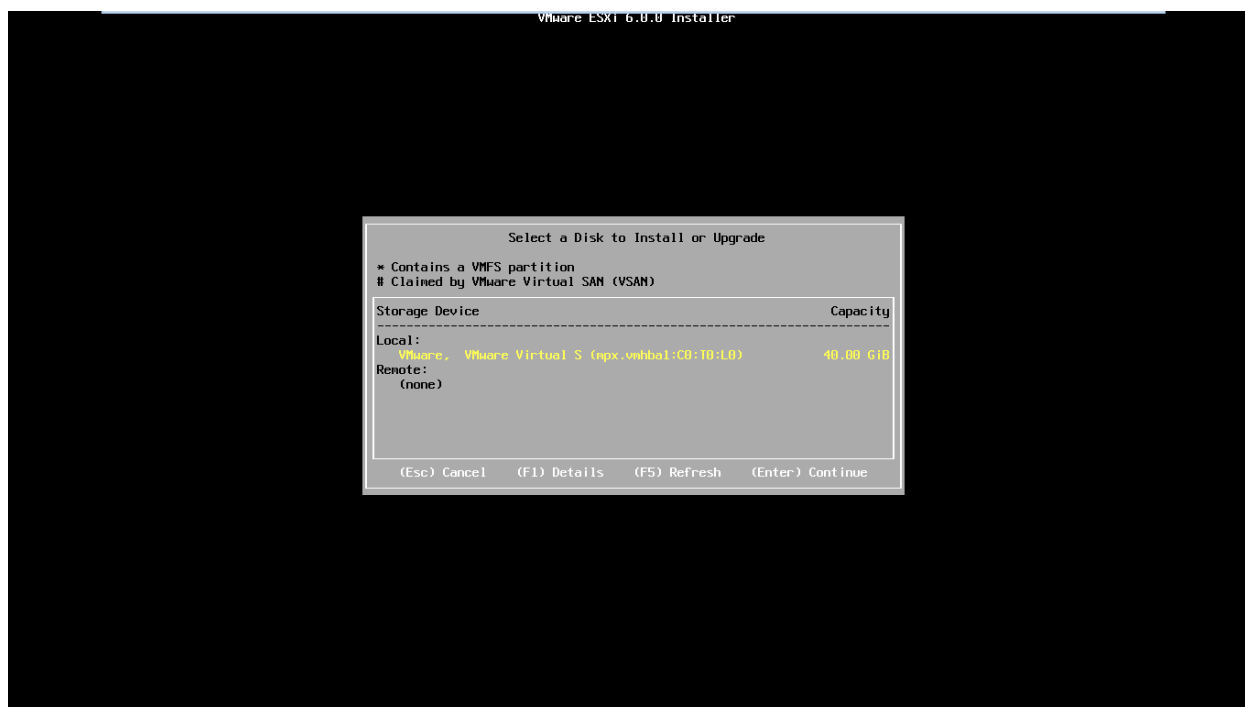 VMware ESXi 6.0.0 Installer
Select a Disk to Install or Upgrade
* Contains a VMFS partition
# Claimed by VMware Virtual SAN (VSAN)
Storage Device Capacity
--------------------------------------------------------------------------------
Local:
VMware, VMware Virtual S (mpx.vmhba1:C0:T0:L0) 40.00 GiB
Remote:
(none)
(Esc) Cancel (F1) Details (F5) Refresh (Enter) Continue